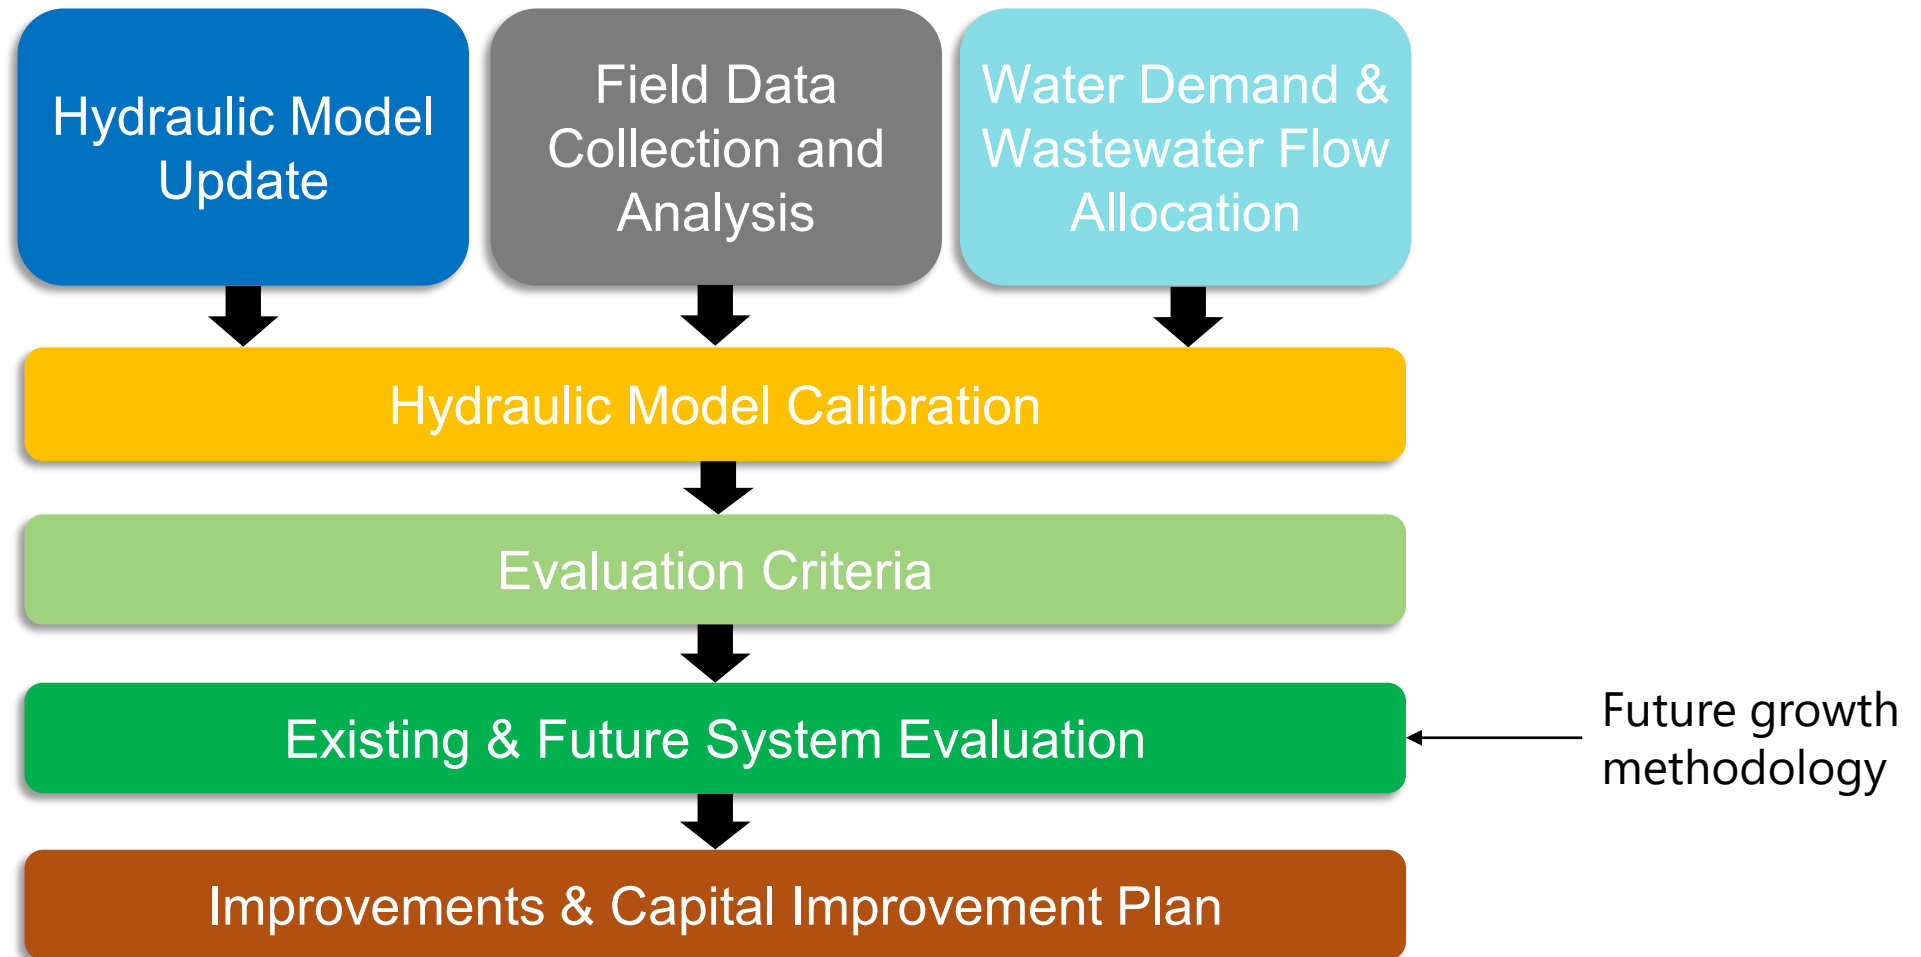 Hydraulic Model
Update
Field Data
Collection and
Analysis
Water Demand &
Wastewater Flow
Allocation
Hydraulic Model Calibration
Evaluation Criteria
Existing & Future System Evaluation
Future growth
methodology
Improvements & Capital Improvement Plan